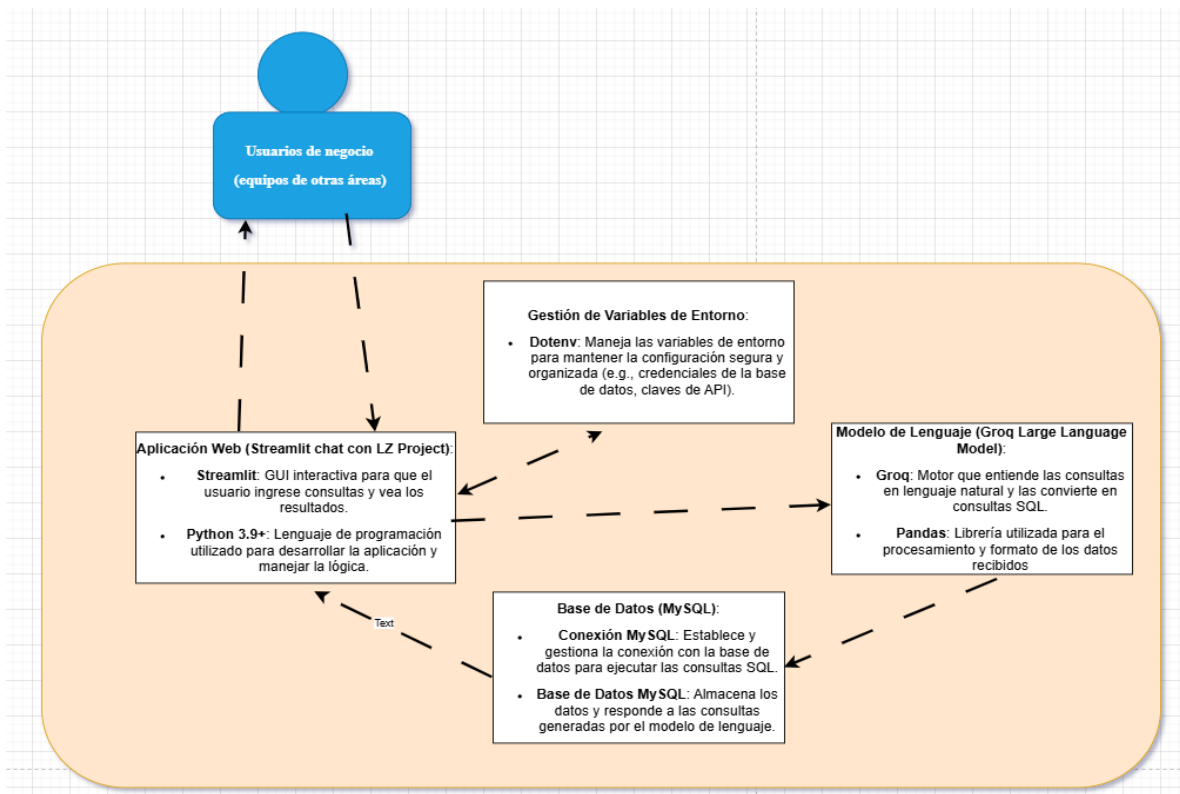 Usuarios de negocio
(equipos de otras áreas)
Gestión de Variables de Entorno:
• Dotenv: Maneja las variables de entorno
para mantener la configuración segura y
organizada (e.g., credenciales de la base
de datos, claves de API).
Aplicación Web (Streamlit chat con LZ Project):
• Streamlit: GUI interactiva para que el
usuario ingrese consultas y vea los
resultados.
• Python 3.9+: Lenguaje de programación
utilizado para desarrollar la aplicación y
manejar la lógica.
Modelo de Lenguaje (Groq Large Language
Model):
• Groq: Motor que entiende las consultas
en lenguaje natural y las convierte en
consultas SQL.
• Pandas: Librería utilizada para el
procesamiento y formato de los datos
recibidos
Text
Base de Datos (MySQL):
• Conexión MySQL: Establece y
gestiona la conexión con la base de
datos para ejecutar las consultas SQL.
• Base de Datos MySQL: Almacena los
datos y responde a las consultas
generadas por el modelo de lenguaje.